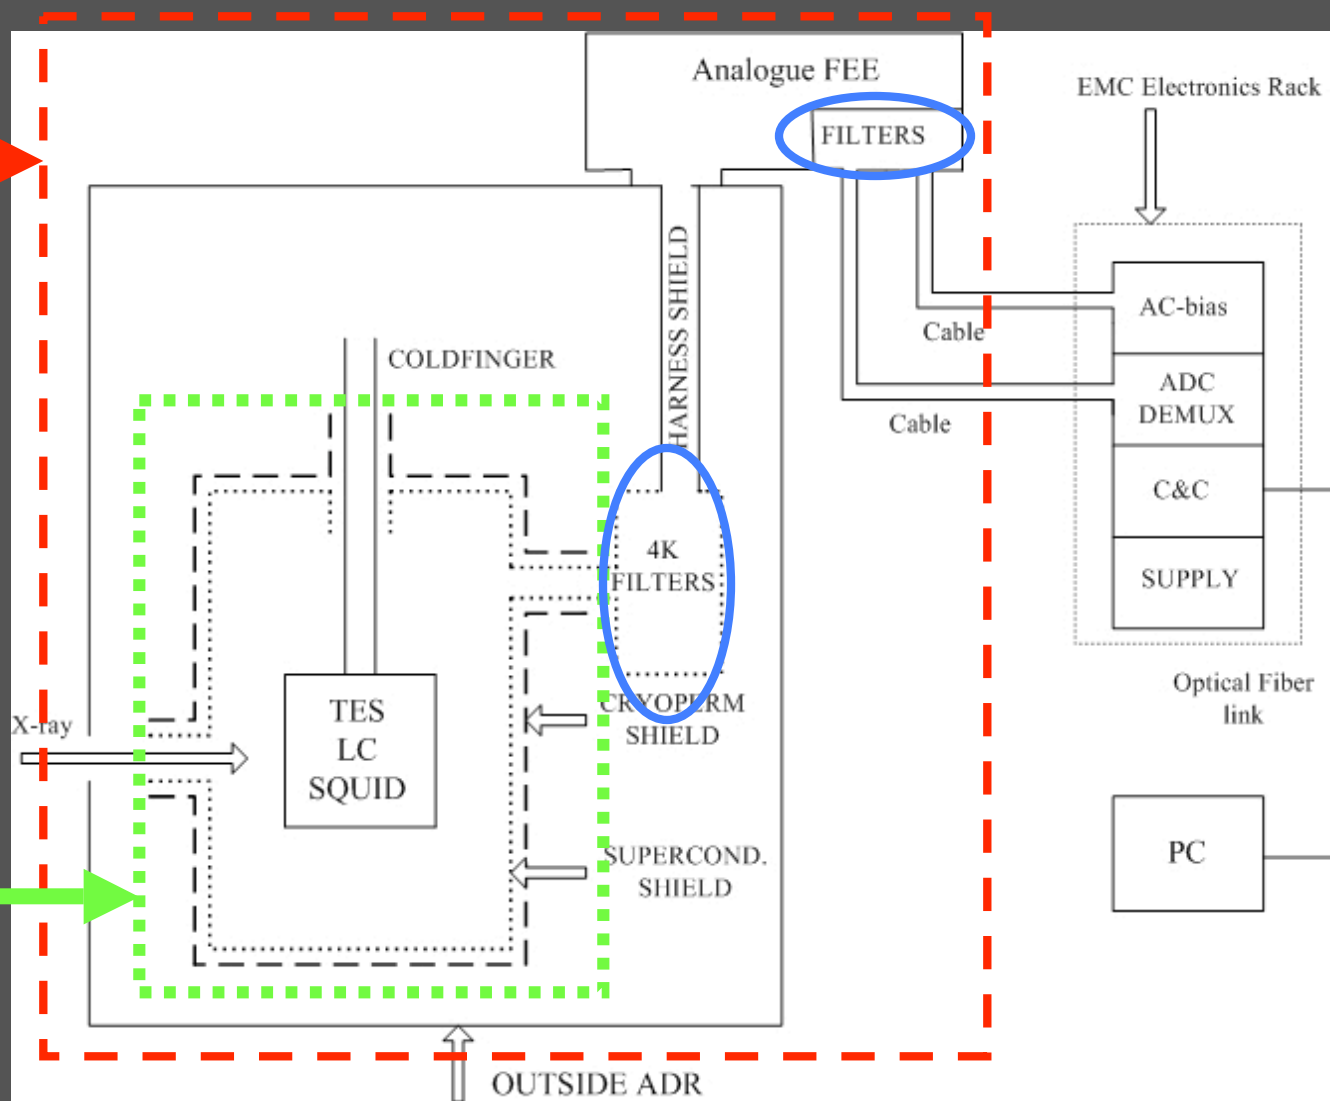 Analogue FEE
FILTERS
EMC Electronics Rack
HARNESS SHIELD
AC-bias
Cable
COLDFINGER
ADC
DEMUX
Cable
C&C
4K
FILTERS
SUPPLY
Optical Fiber
link
CRYOPERM
SHIELD
TES
LC
SQUID
X-ray
SUPERCOND.
SHIELD
PC
OUTSIDE ADR